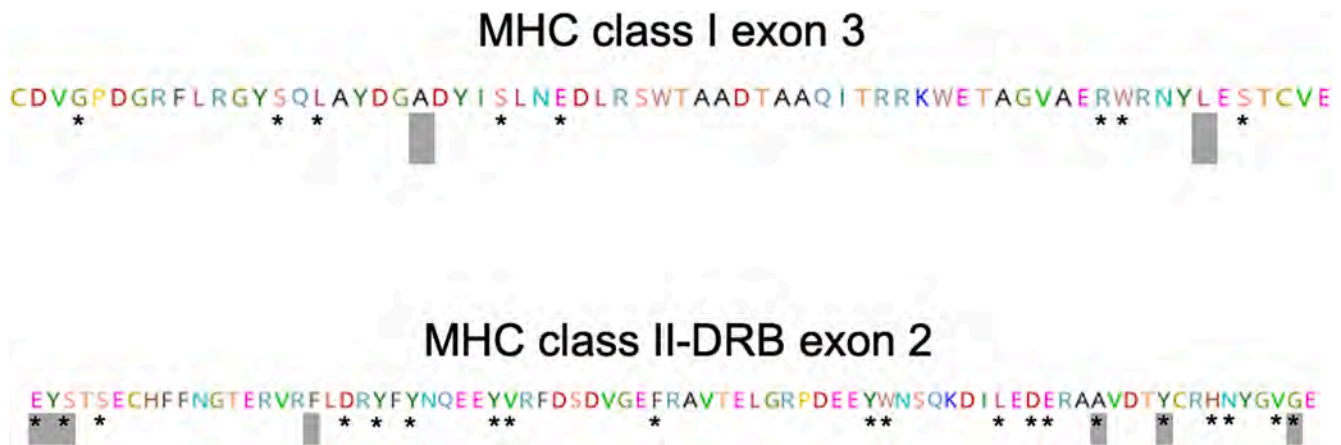 MHC class I exon 3
CDVGPDGRFLRGYSQLAYDGADYISLNEDLRSWTAADTAAQITRRKWETAGVAERWRNYLESTCVE
* * * * * * * *
MHC class II-DRB exon 2
EYSTSECHFFNGTERVRFLDRYFYNQEEYVRFDSDVGEFRAVTELGRPDEEYWNSQKDILEDERAAVDTYCRHNYGVGE
* * * * * * * * * * * * * * * * * * * * *